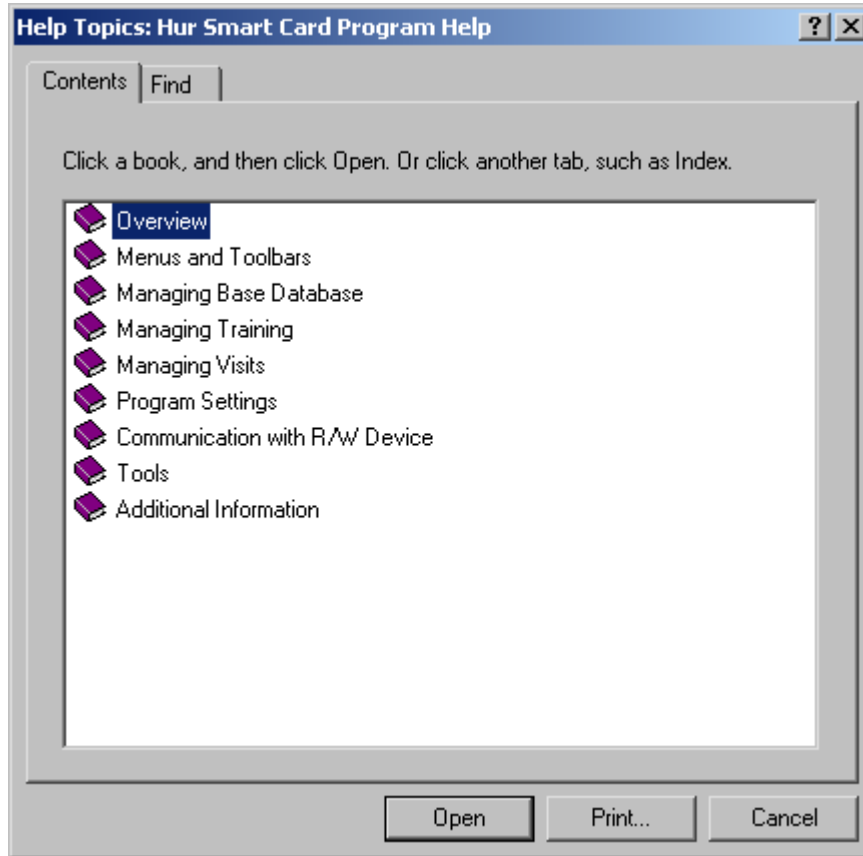 Help Topics: Hur Smart Card Program Help
Contents
Find
Click a book, and then click Open. Or click another tab, such as Index.
Overview
Menus and Toolbars
Managing Base Database
Managing Training
Managing Visits
Program Settings
Communication with R/W Device
Tools
Additional Information
Open
Print...
Cancel